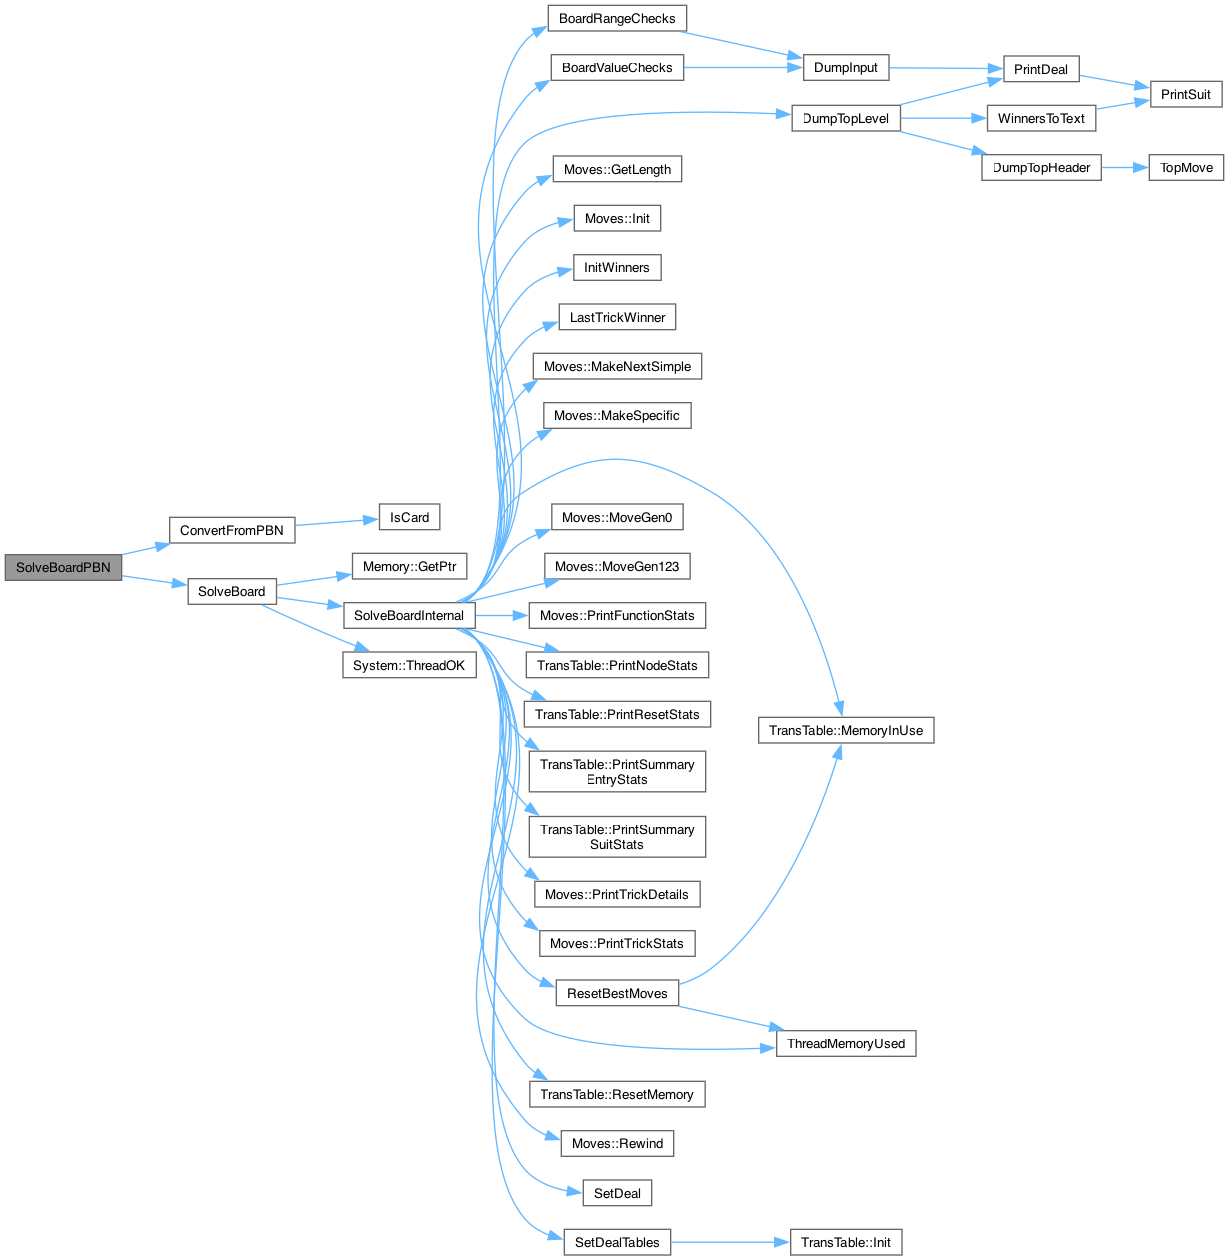 SolveBoardPBN
ConvertFromPBN
IsCard
SolveBoard
Memory::GetPtr
SolveBoardInternal
System::ThreadOK
BoardRangeChecks
BoardValueChecks
DumpInput
PrintDeal
PrintSuit
DumpTopLevel
WinnersToText
DumpTopHeader
TopMove
Moves::GetLength
Moves::Init
InitWinners
LastTrickWinner
Moves::MakeNextSimple
Moves::MakeSpecific
Moves::MoveGen0
Moves::MoveGen123
Moves::PrintFunctionStats
TransTable::PrintNodeStats
TransTable::PrintResetStats
TransTable::MemoryInUse
TransTable::PrintSummary
EntryStats
TransTable::PrintSummary
SuitStats
Moves::PrintTrickDetails
Moves::PrintTrickStats
ResetBestMoves
ThreadMemoryUsed
TransTable::ResetMemory
Moves::Rewind
SetDeal
SetDealTables
TransTable::Init